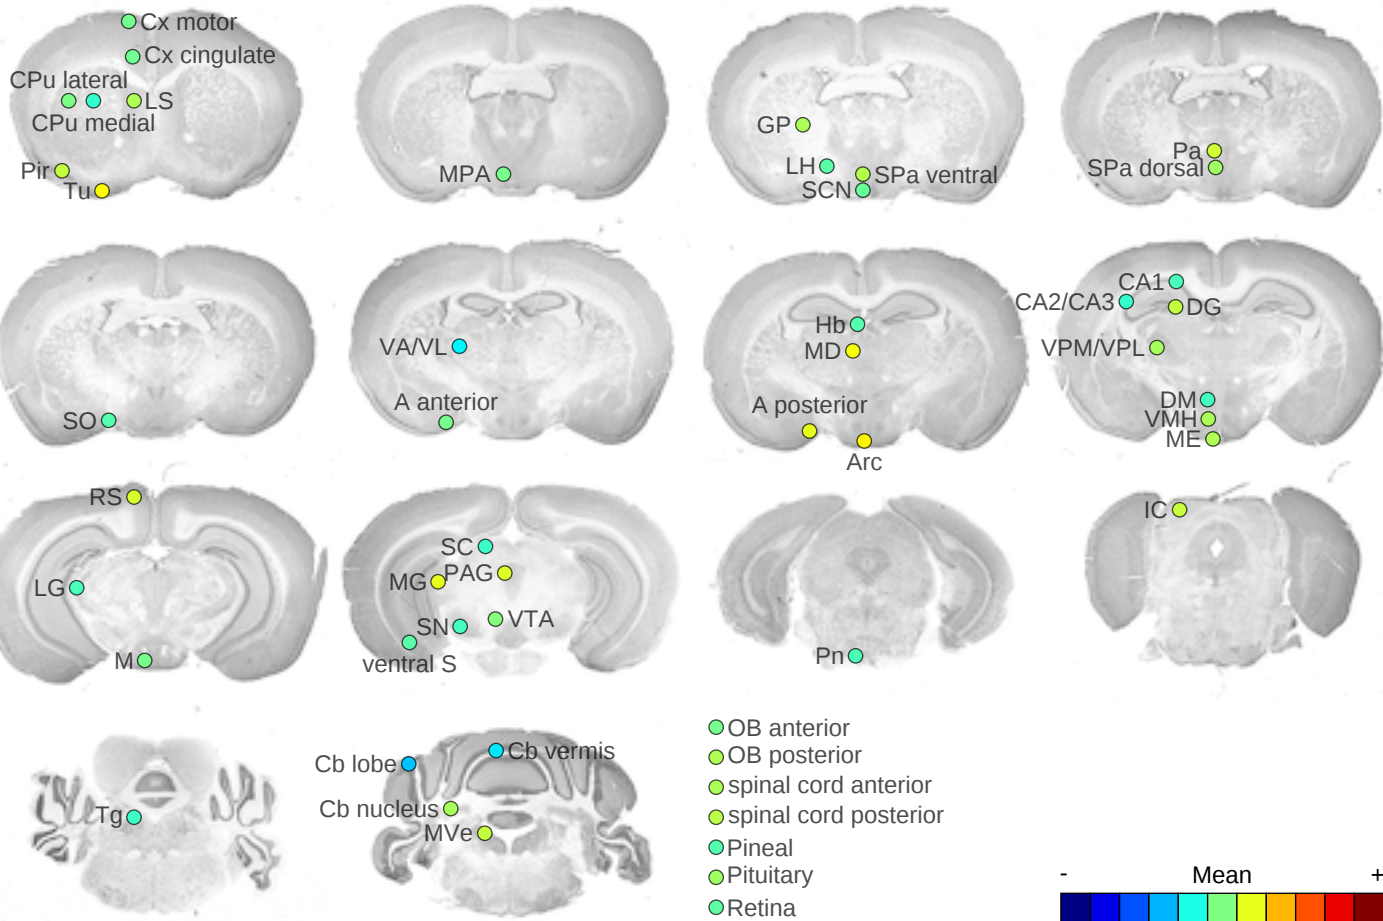 Cx motor
Cx cingulate
CPu lateral
LS
CPu medial
Pir
Tu
MPA
GP
LH
SPa ventral
SCN
Pa
SPa dorsal
SO
VA/VL
A anterior
Hb
MD
A posterior
Arc
CA1
CA2/CA3
DG
VPM/VPL
DM
VMH
ME
RS
LG
M
SC
MG
PAG
SN
VTA
ventral S
Pn
IC
Tg
Cb lobe
Cb vermis
Cb nucleus
MVe
OB anterior
OB posterior
spinal cord anterior
spinal cord posterior
Pineal
Pituitary
Retina
- Mean +